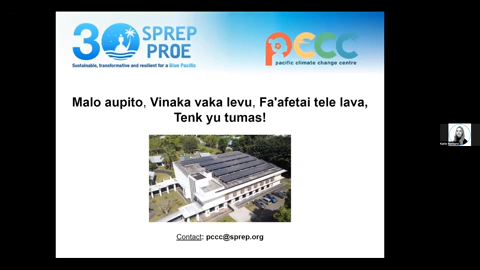 30 SPREP
PROE
Sustainable, transformative and resilient for a Blue Pacific
pccc
pacific climate change centre
Malo aupito, Vinaka vaka levu, Fa'afetai tele lava,
Tenk yu tumas!
Contact: pccc@sprep.org